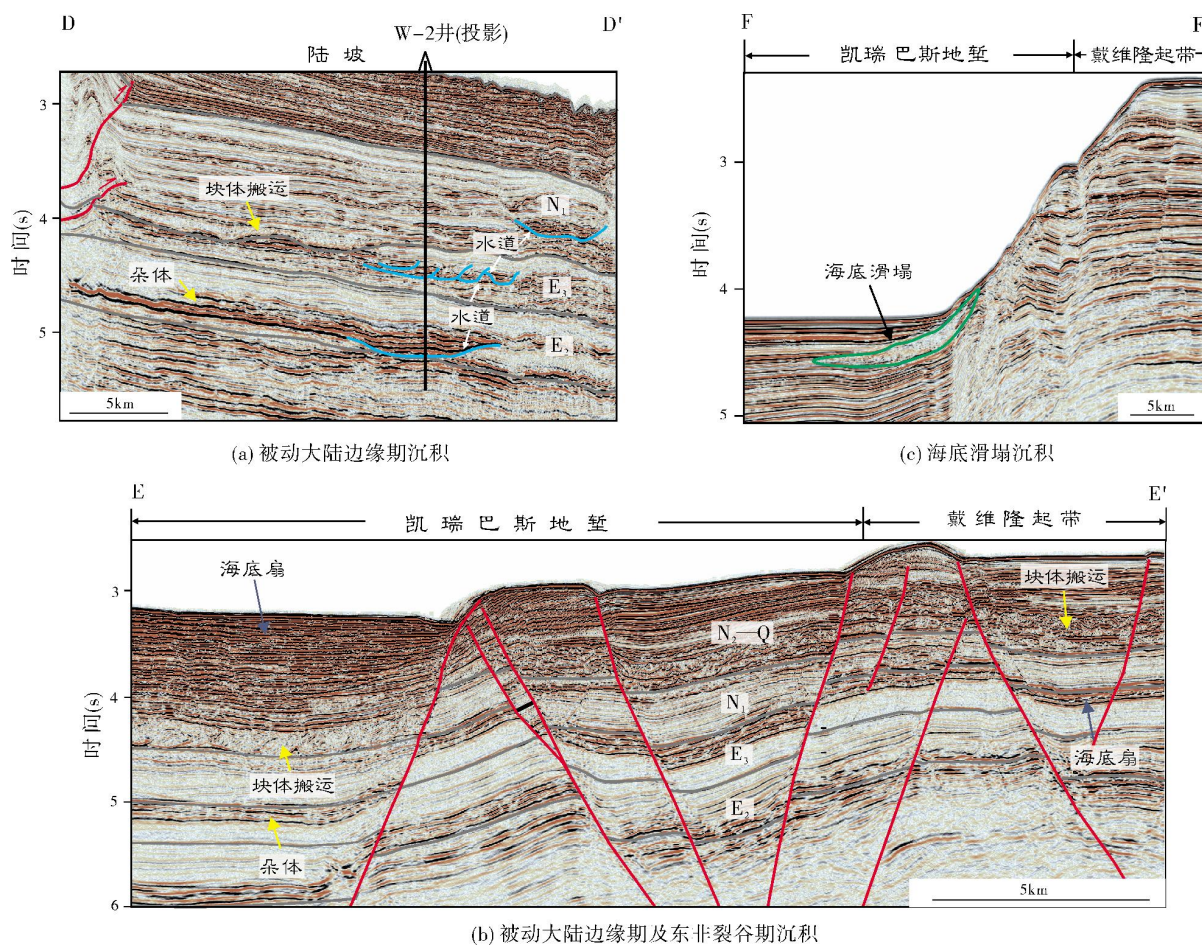 D
D'
W-2井(投影)
陆坡
3
4
5
时间(s)
块体搬运
朵体
水道
水道
N₁
E₃
E₂
5km
(a) 被动大陆边缘期沉积
F
F
凯瑞巴斯地堑
戴维隆起带
3
4
5
时间(s)
海底滑塌
5km
(c) 海底滑塌沉积
E
E'
凯瑞巴斯地堑
戴维隆起带
3
4
5
6
时间(s)
海底扇
块体搬运
N₂—Q
N₁
E₃
E₂
块体搬运
朵体
海底扇
5km
(b) 被动大陆边缘期及东非裂谷期沉积